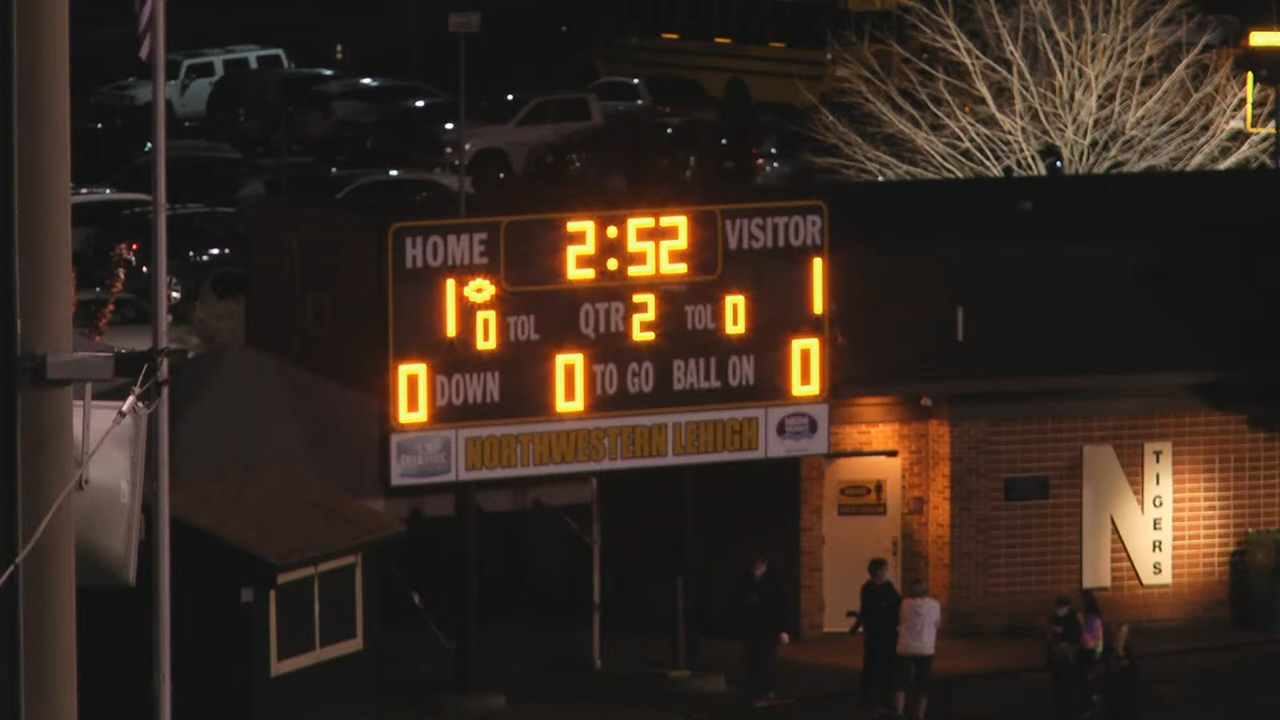 HOME 2:52 VISITOR
1 0 TOL QTR 2 TOL 0 1
0 DOWN 0 TO GO BALL ON 0
NORTHWESTERN LEHIGH
N
TIGERS